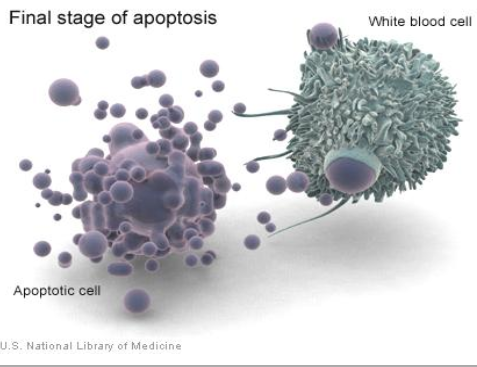 Final stage of apoptosis
White blood cell
Apoptotic cell
U.S. National Library of Medicine